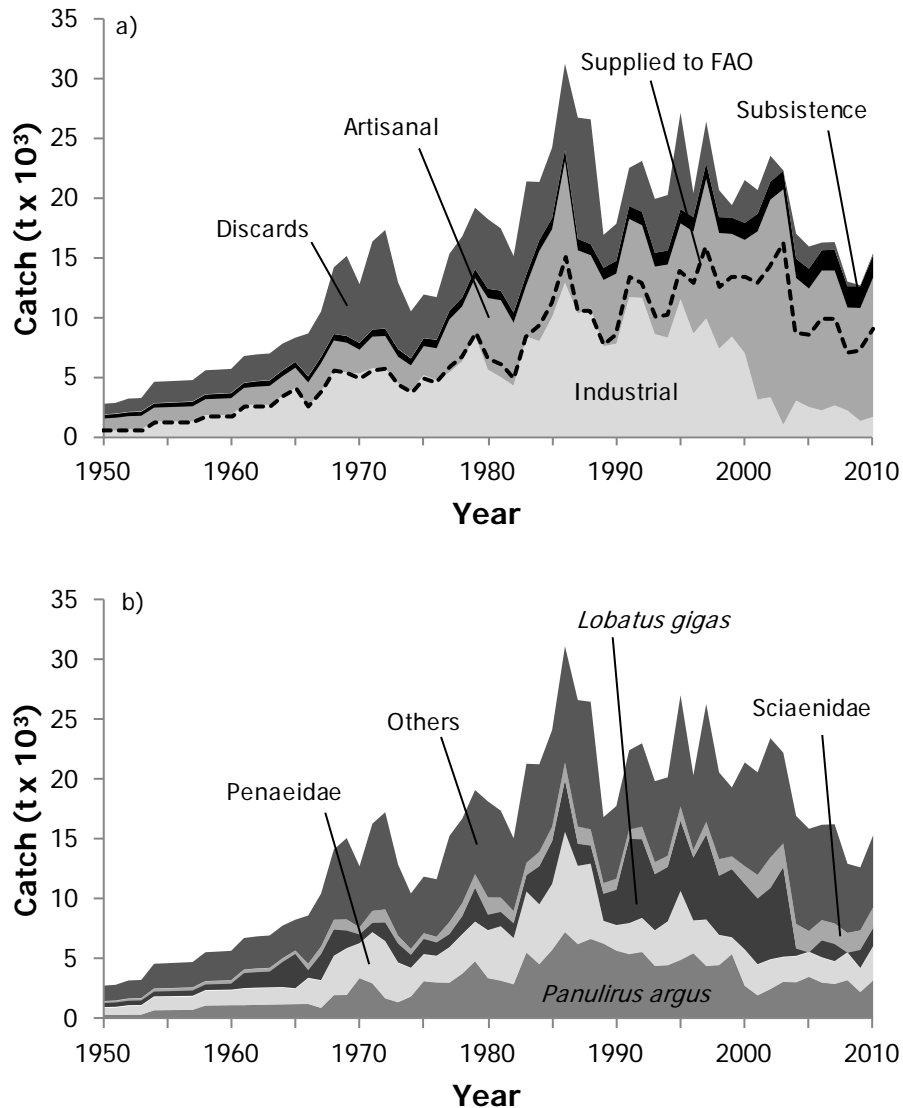 a)
35
30
25
20
15
10
5
0
Catch (t x 10³)
Supplied to FAO
Subsistence
Artisanal
Discards
Industrial
1950 1960 1970 1980 1990 2000 2010
Year
b)
35
30
25
20
15
10
5
0
Catch (t x 10³)
Lobatus gigas
Sciaenidae
Others
Penaeidae
Panulirus argus
1950 1960 1970 1980 1990 2000 2010
Year